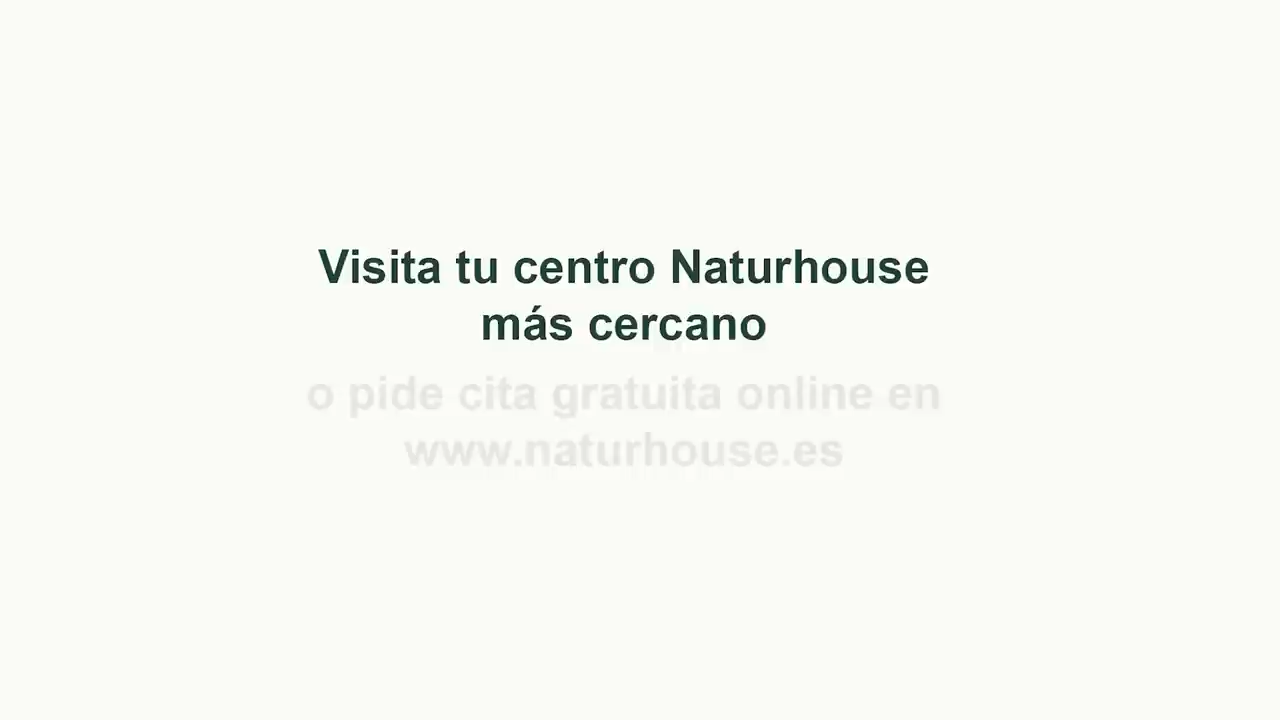 Visita tu centro Naturhouse
más cercano
o pide cita gratuita online en
www.naturhouse.es